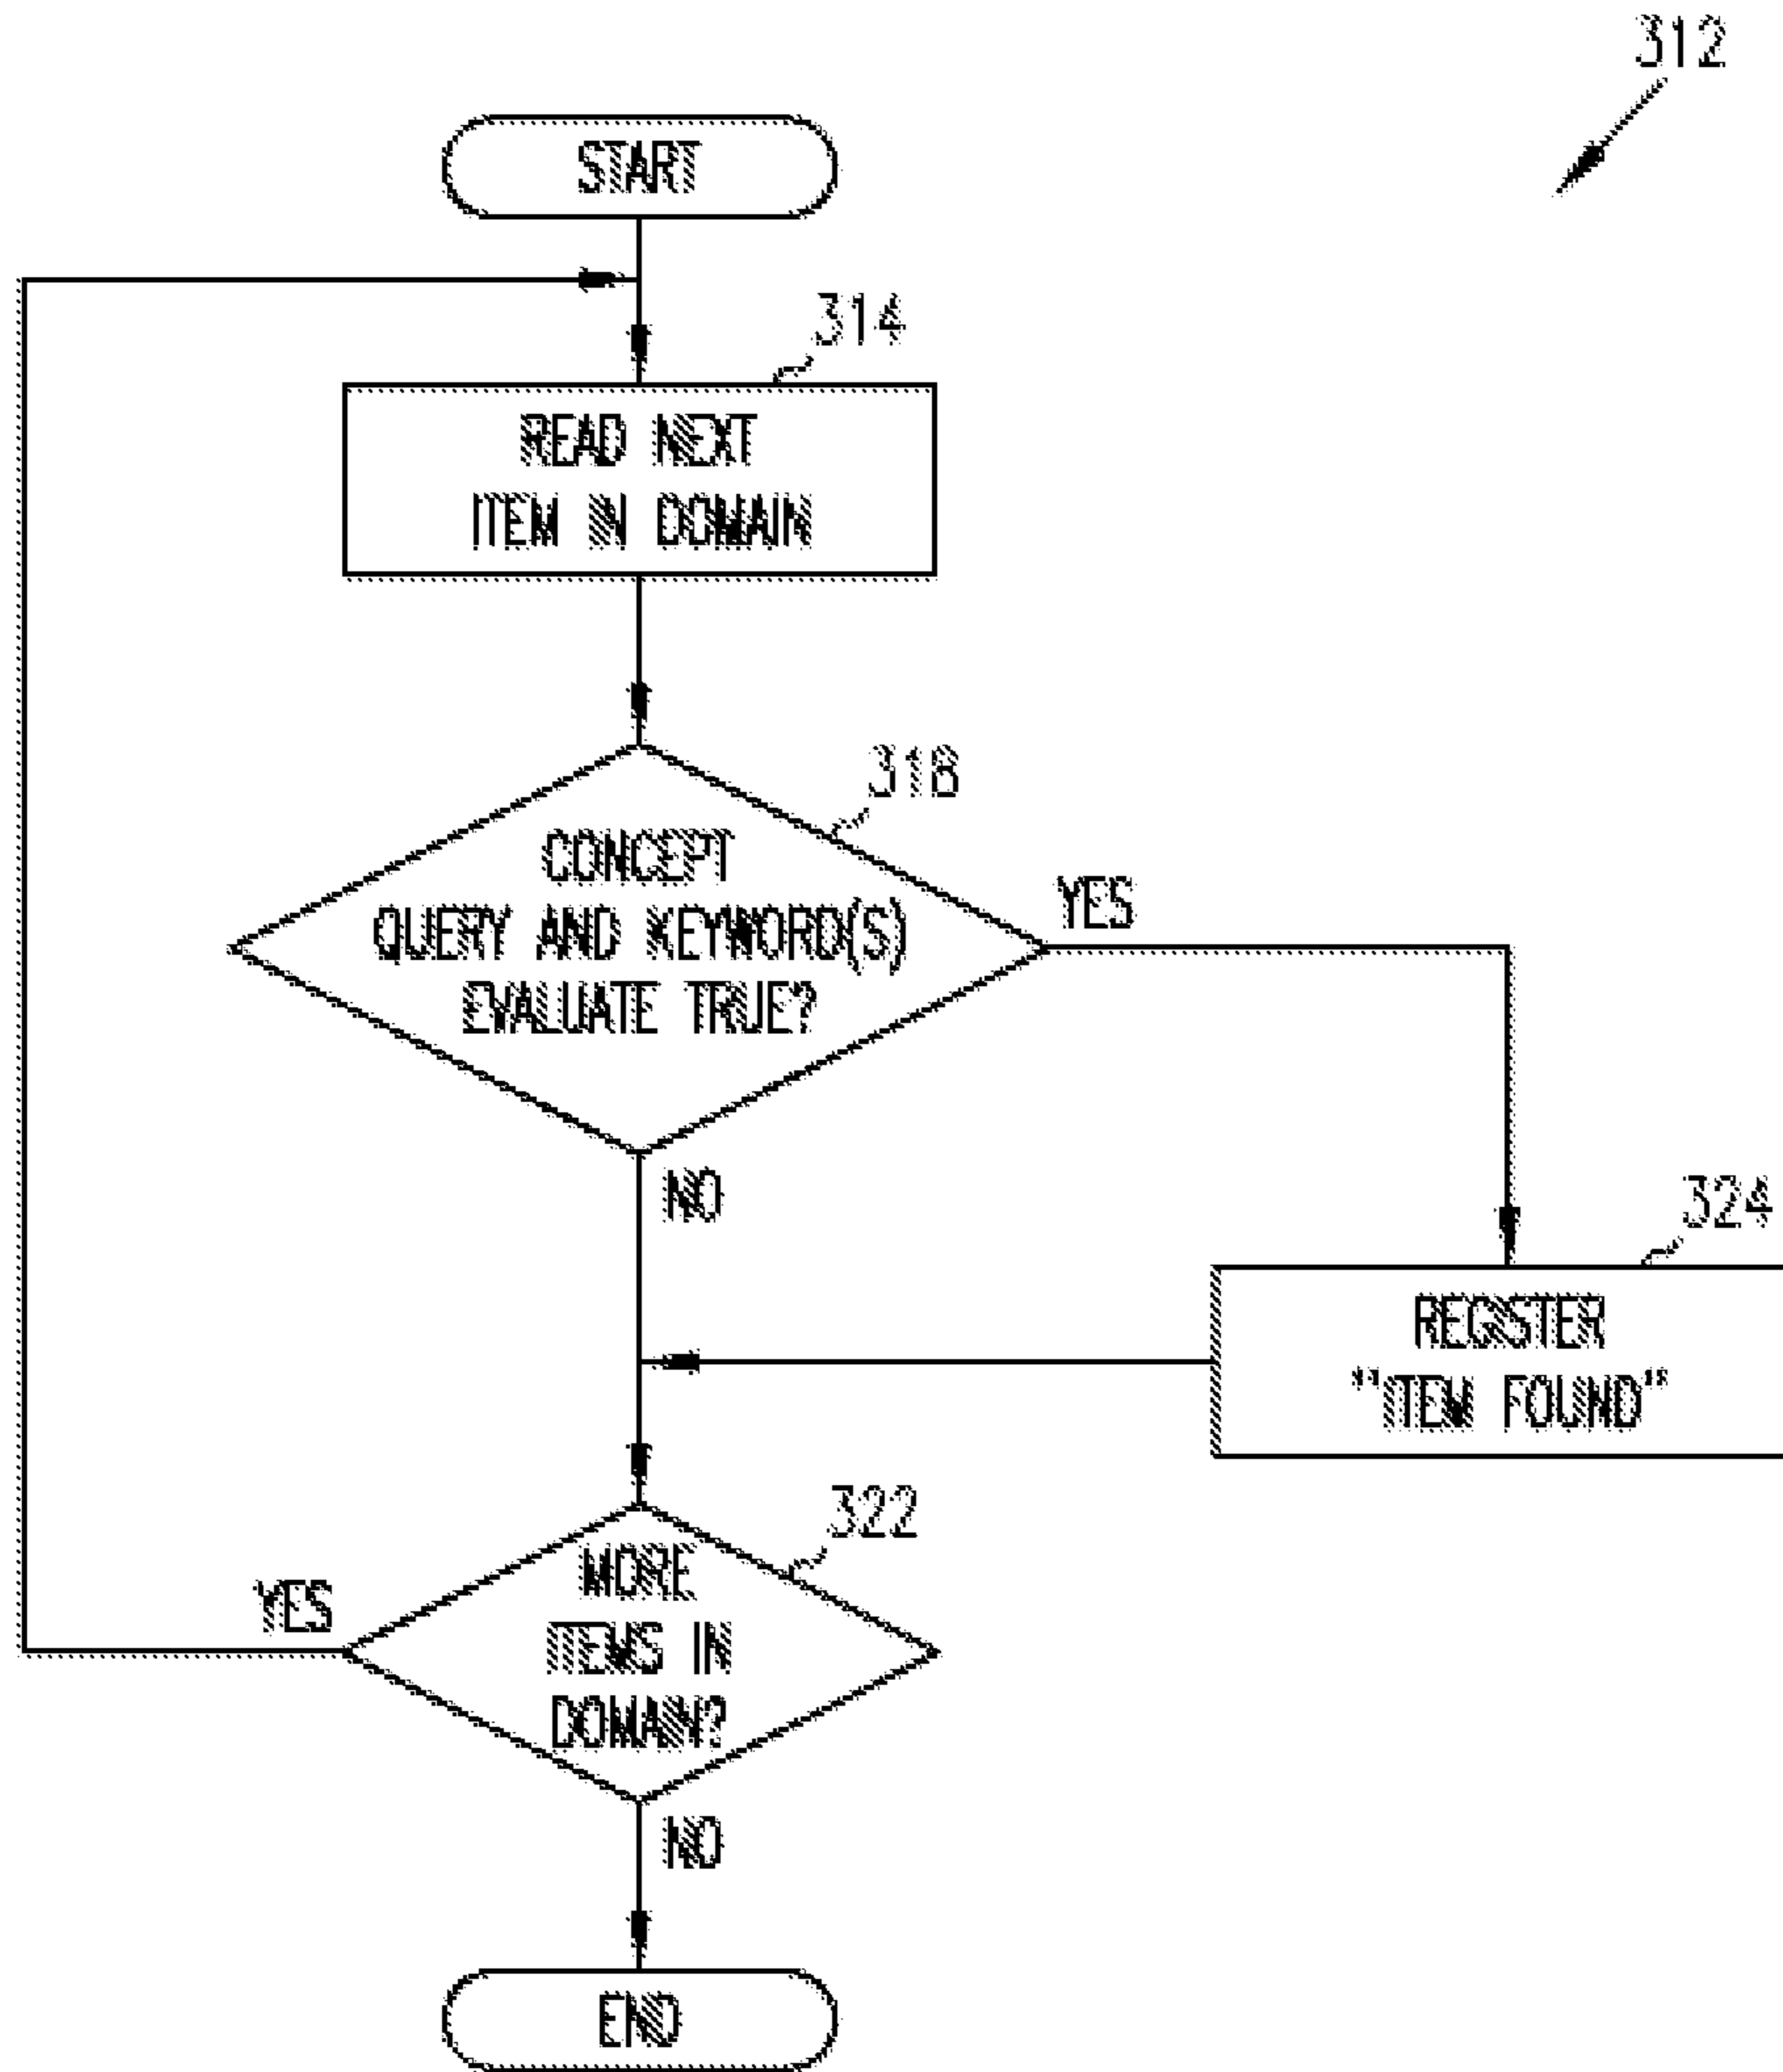 312
START
314
READ NEXT
ITEM IN DOMAIN
316
CONCEPT
QUERY AND KEYWORD(S)
EVALUATE TRUE?
YES
NO
324
REGISTER
"ITEM FOUND"
322
MORE
ITEMS IN
DOMAIN?
YES
NO
END